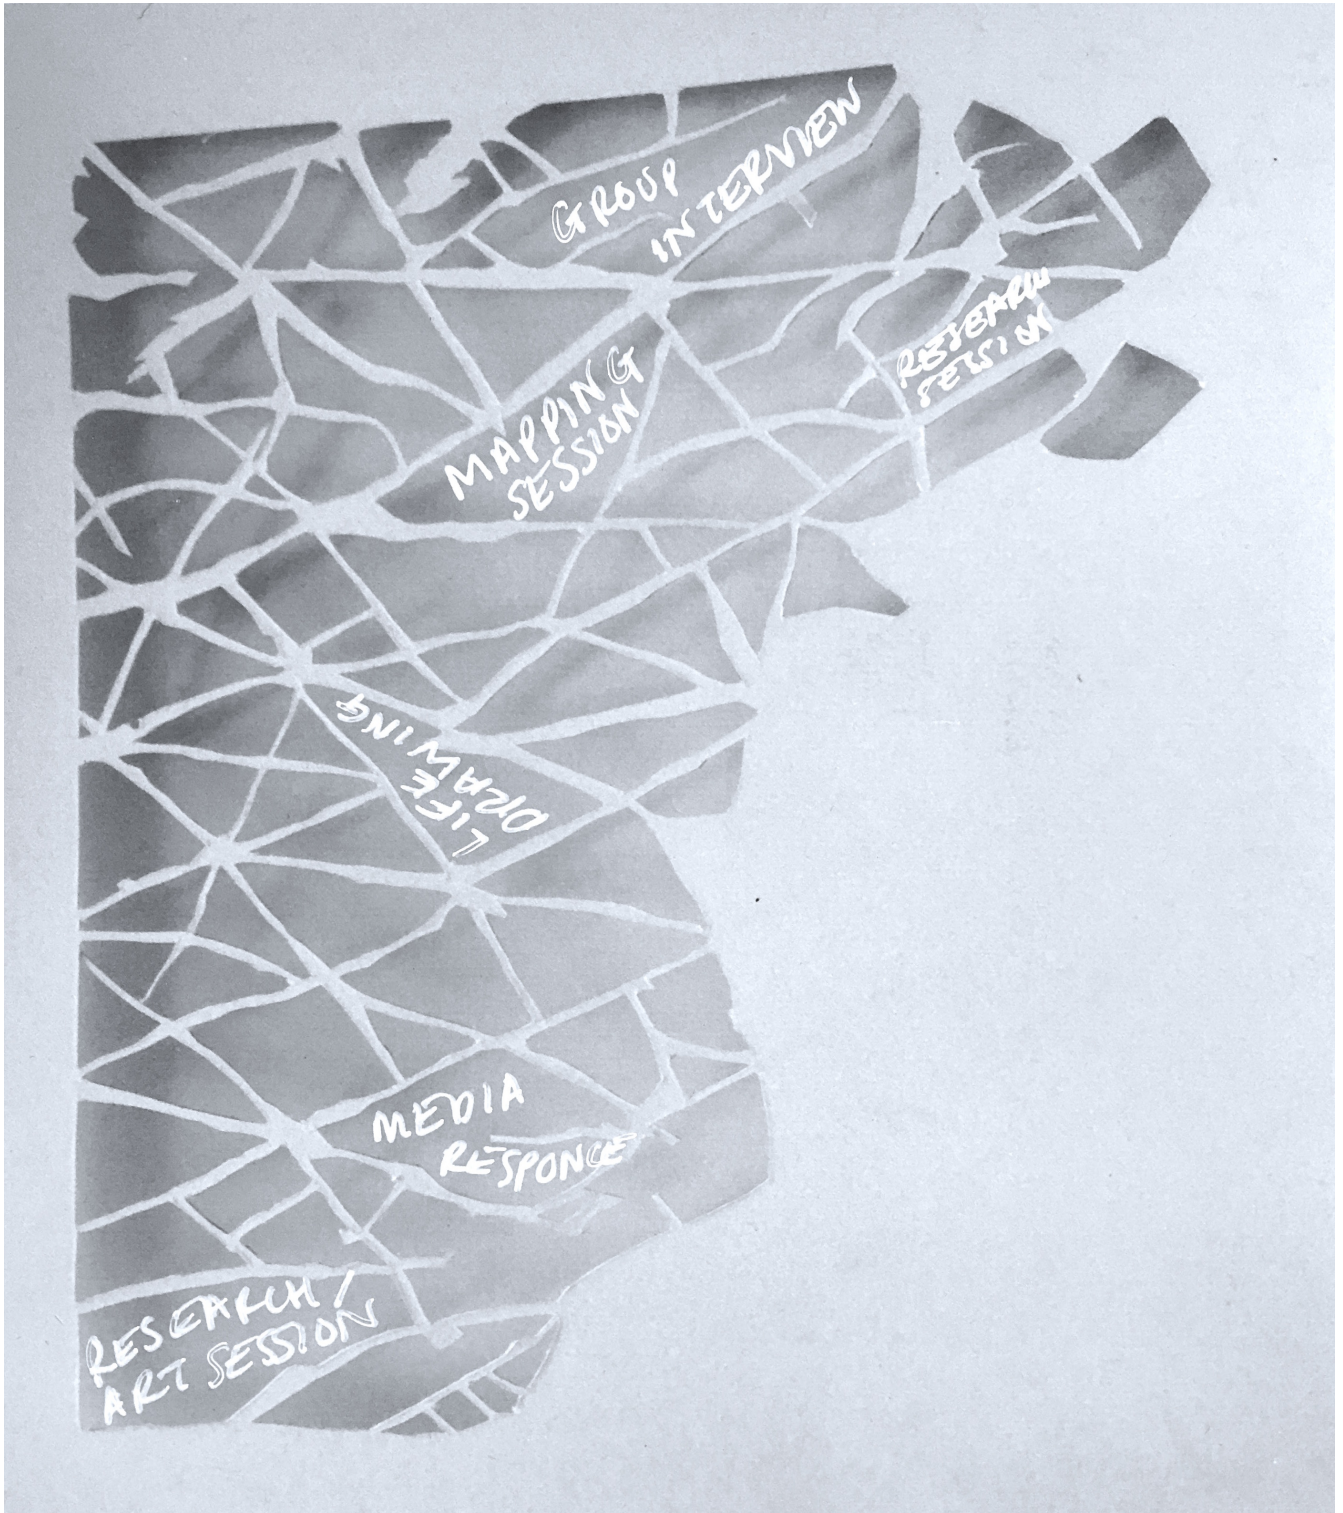 GROUP
INTERVIEW
RESEARCH
SESSION
MAPPING
SESSION
LIFE
DRAWING
MEDIA
RESPONCE
RESEARCH /
ART SESSION